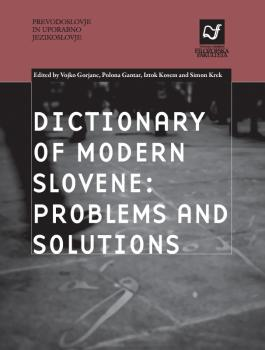 PREVODOSLOVJE
IN UPORABNO
JEZIKOSLOVJE
FILOZOFSKA
FAKULTETA
Edited by Vojko Gorjanc, Polona Gantar, Iztok Kosem and Simon Krek
DICTIONARY
OF MODERN
SLOVENE:
PROBLEMS AND
SOLUTIONS